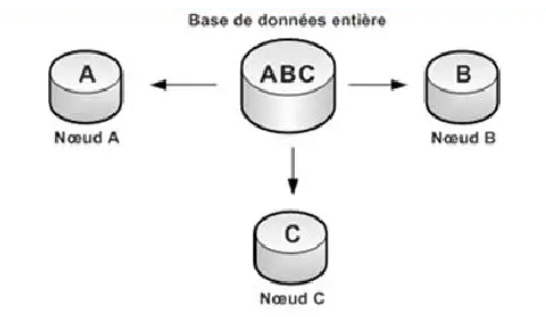 Base de données entière
A
ABC
B
Nœud A
Nœud B
C
Nœud C